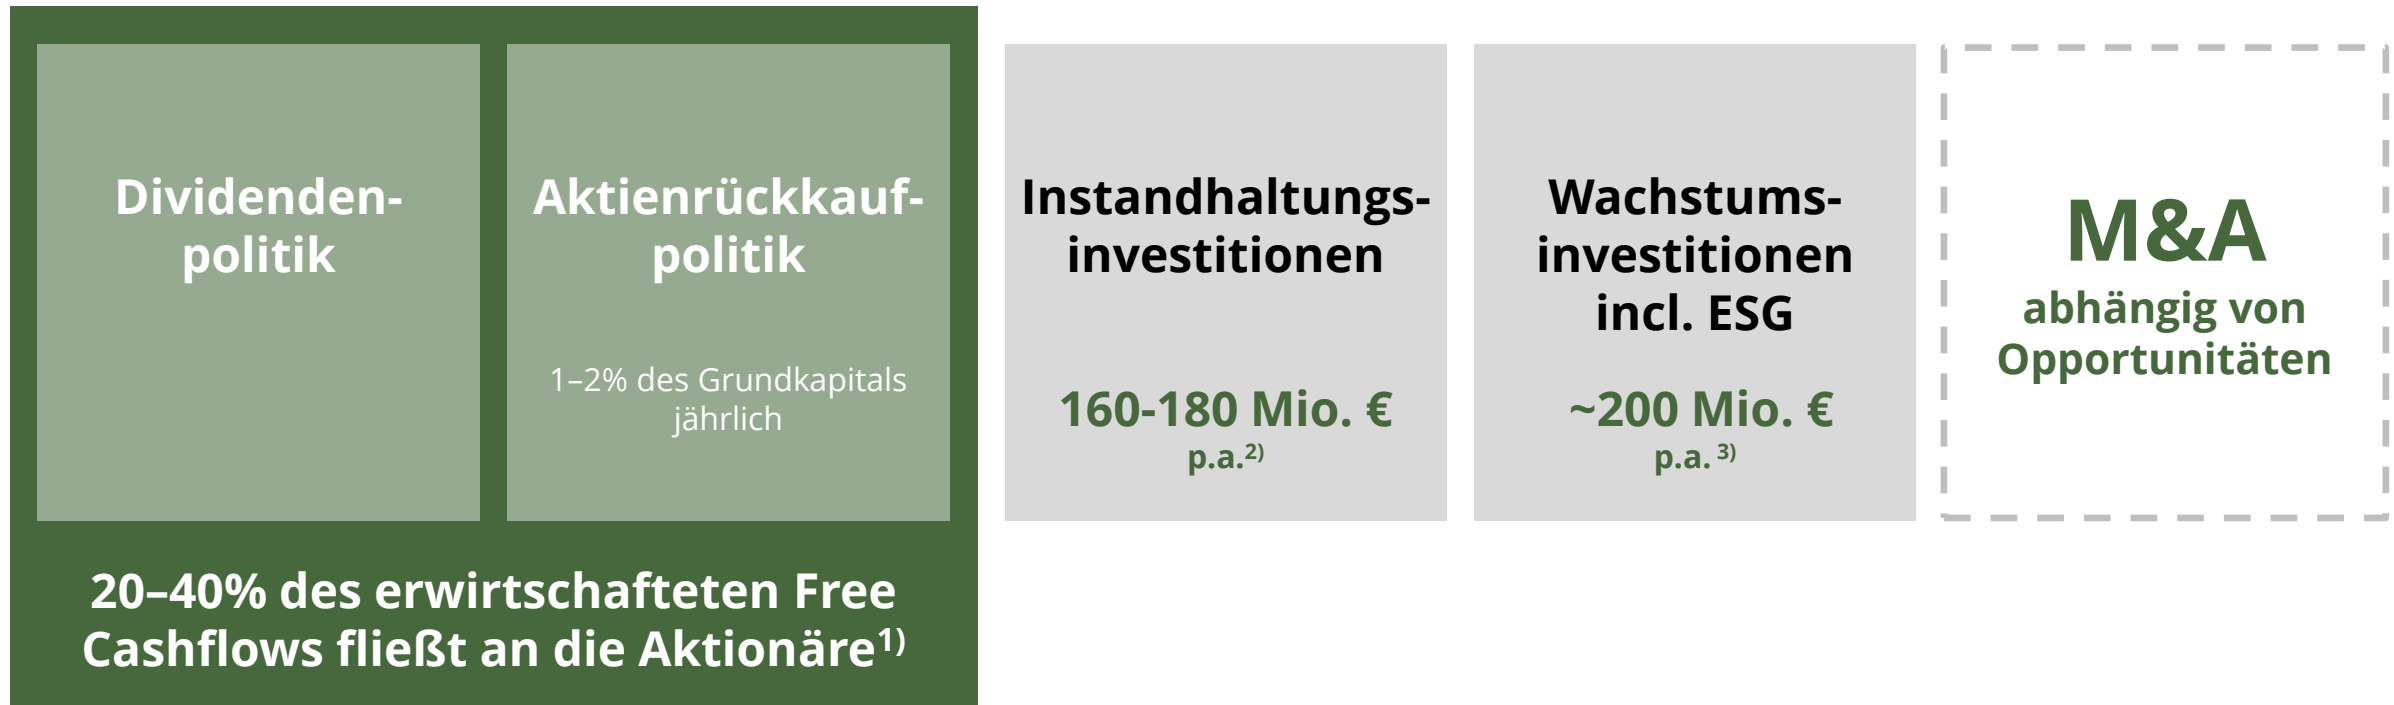 Dividenden-
politik
Aktienrückkauf-
politik
1–2% des Grundkapitals
jährlich
20–40% des erwirtschafteten Free
Cashflows fließt an die Aktionäre1)
Instandhaltungs-
investitionen
160-180 Mio. €
p.a.2)
Wachstums-
investitionen
incl. ESG
~200 Mio. €
p.a. 3)
M&A
abhängig von
Opportunitäten